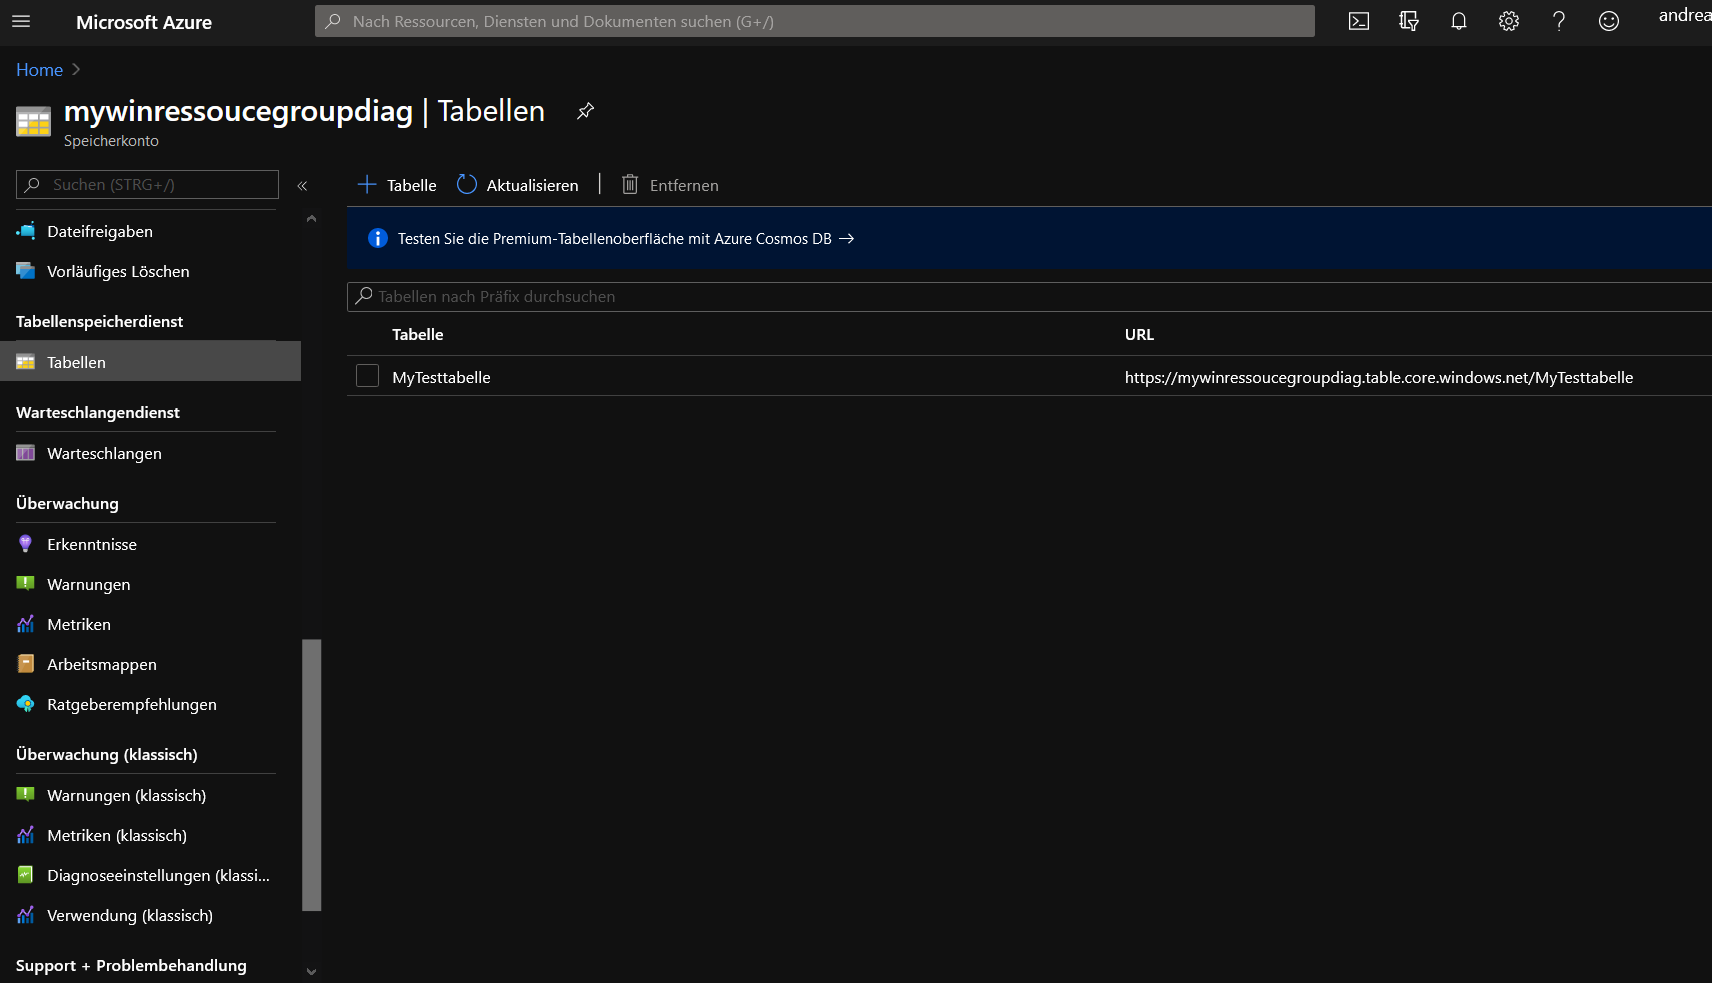 Microsoft Azure
Nach Ressourcen, Diensten und Dokumenten suchen (G+/)
andrea
Home
mywinressoucegroupdiag | Tabellen
Speicherkonto
Suchen (STRG+/)
«
Tabelle
Aktualisieren
Entfernen
Dateifreigaben
Vorläufiges Löschen
Tabellenspeicherdienst
Tabellen
Warteschlangendienst
Warteschlangen
Überwachung
Erkenntnisse
Warnungen
Metriken
Arbeitsmappen
Ratgeberempfehlungen
Überwachung (klassisch)
Warnungen (klassisch)
Metriken (klassisch)
Diagnoseeinstellungen (klassi...
Verwendung (klassisch)
Support + Problembehandlung
Testen Sie die Premium-Tabellenoberfläche mit Azure Cosmos DB →
Tabellen nach Präfix durchsuchen
Tabelle URL
MyTesttabelle https://mywinressoucegroupdiag.table.core.windows.net/MyTesttabelle